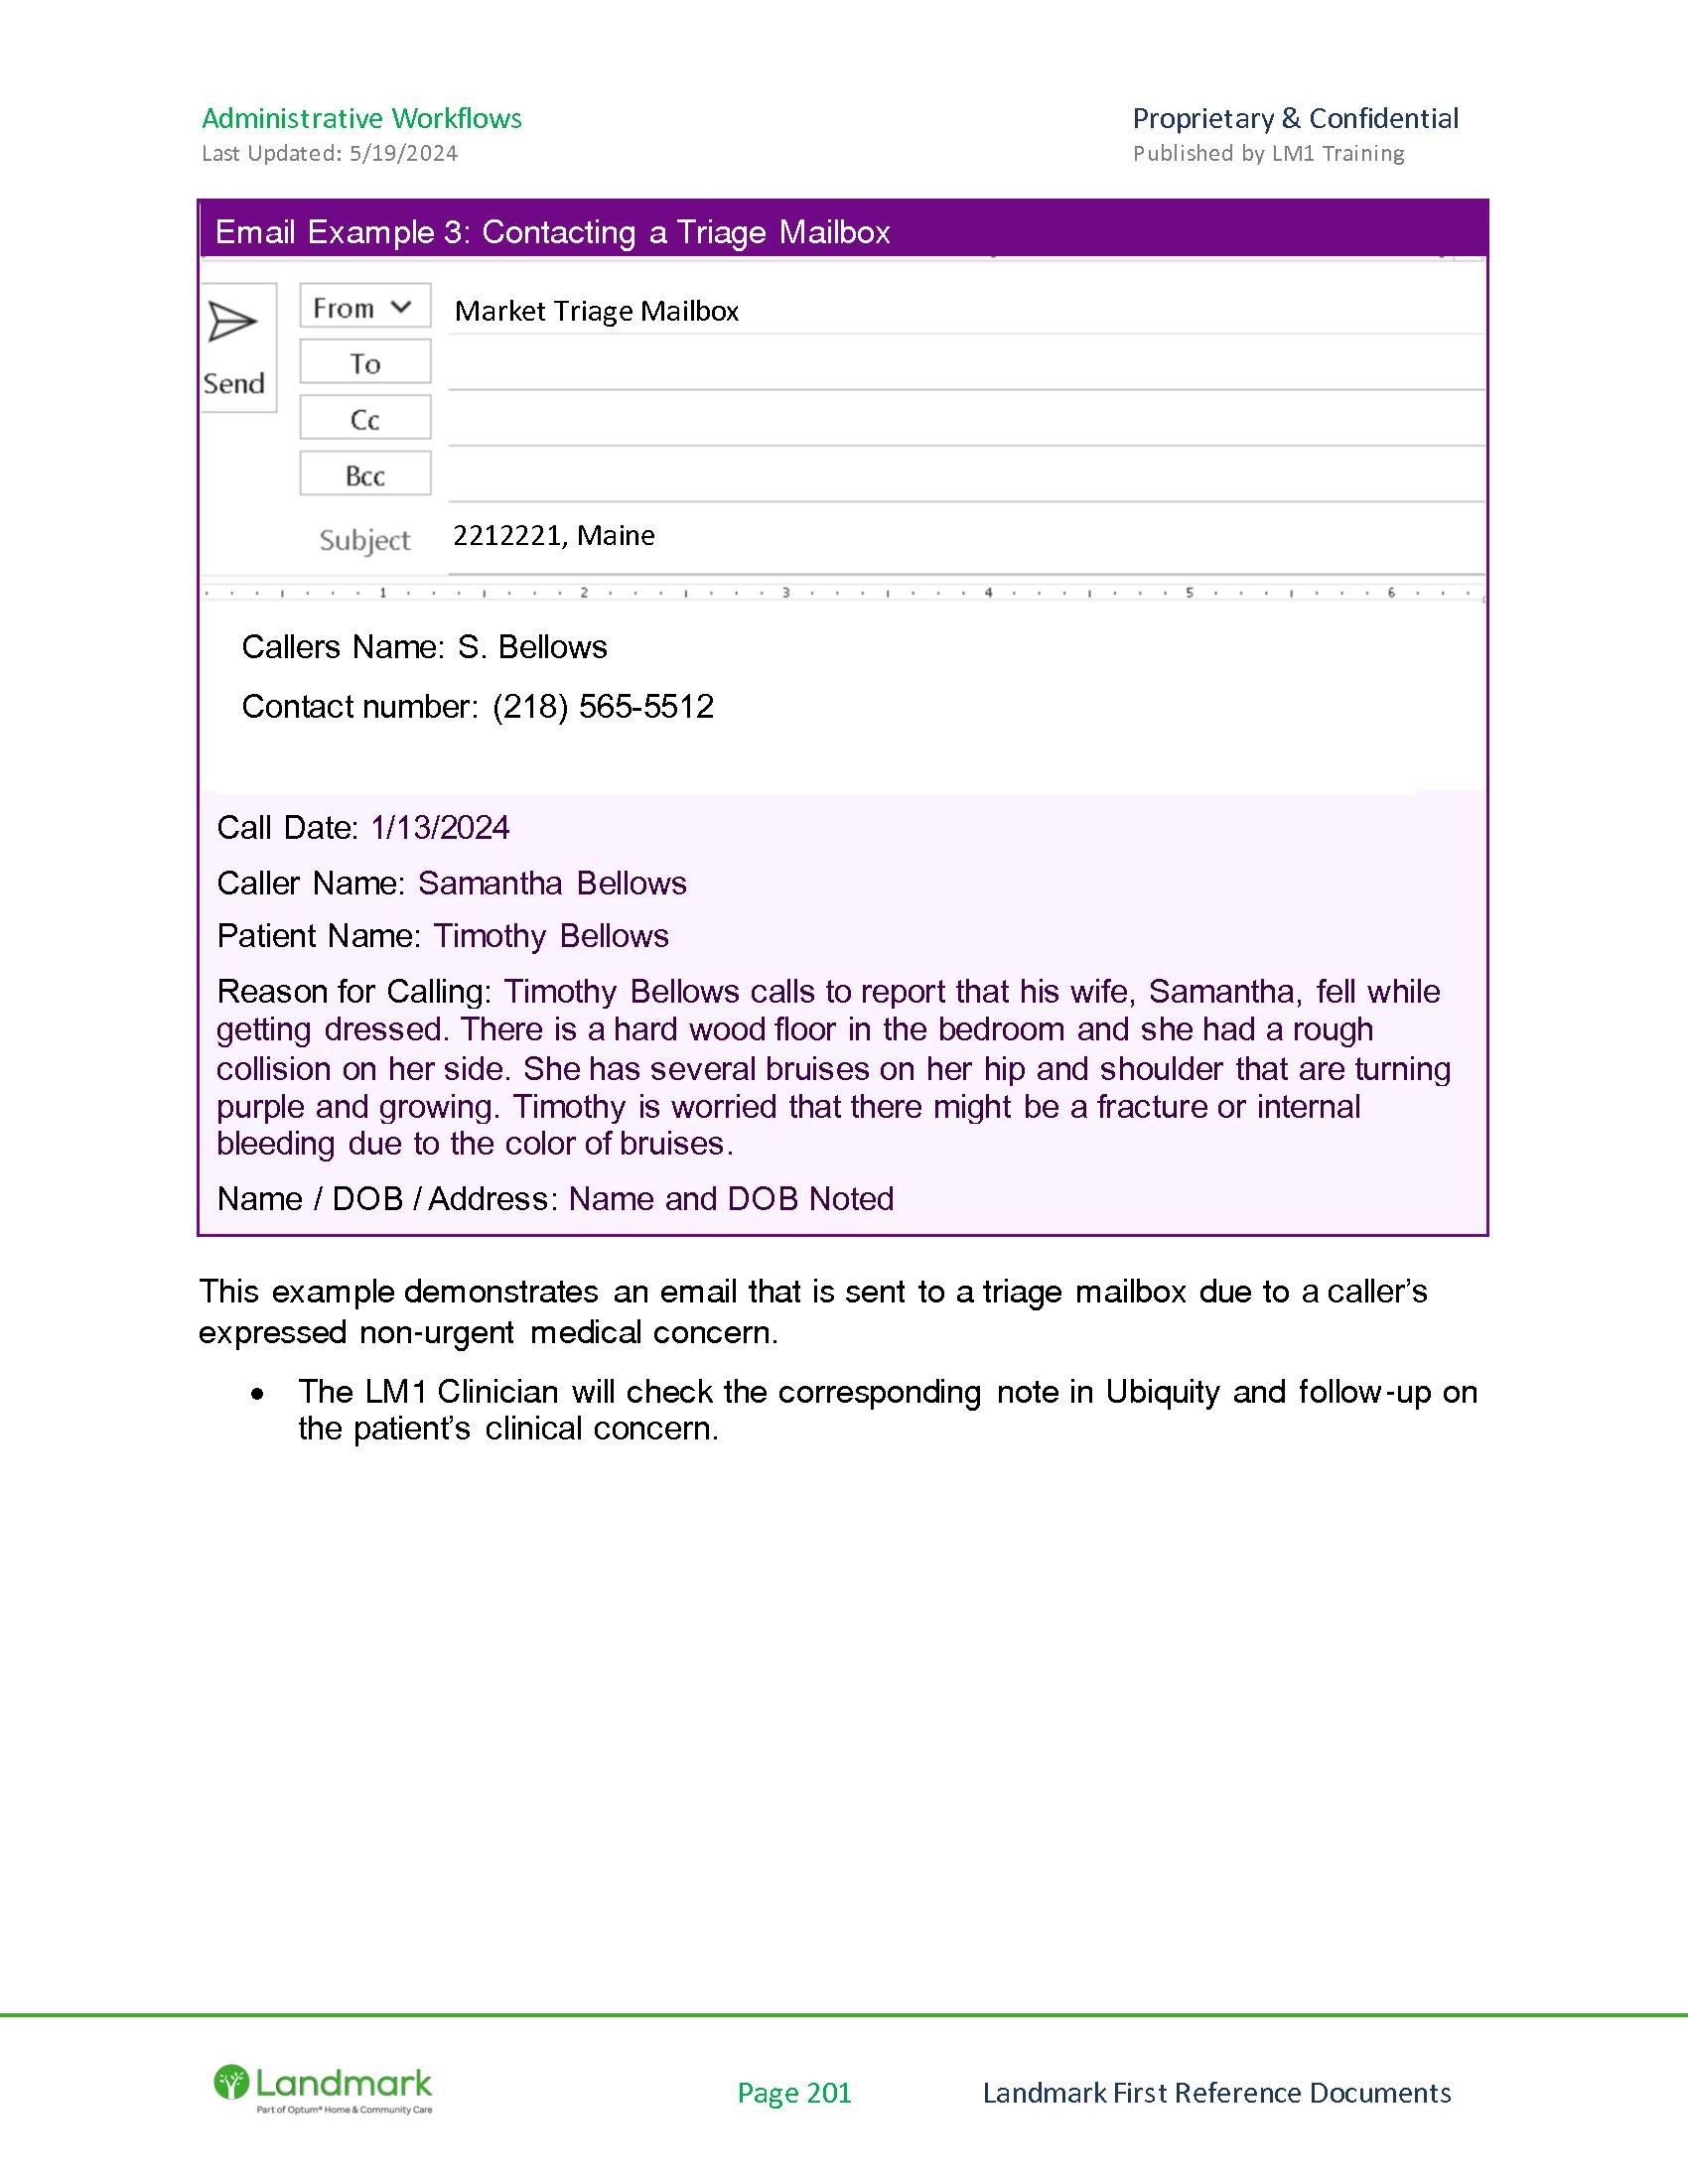 Administrative Workflows
Proprietary & Confidential
Last Updated: 5/19/2024
Published by LM1 Training
Email Example 3: Contacting a Triage Mailbox
Send
From
Market Triage Mailbox
To
Cc
Bcc
Subject
2212221, Maine
1 2 3 4 5 6
Callers Name: S. Bellows
Contact number: (218) 565-5512
Call Date: 1/13/2024
Caller Name: Samantha Bellows
Patient Name: Timothy Bellows
Reason for Calling: Timothy Bellows calls to report that his wife, Samantha, fell while
getting dressed. There is a hard wood floor in the bedroom and she had a rough
collision on her side. She has several bruises on her hip and shoulder that are turning
purple and growing. Timothy is worried that there might be a fracture or internal
bleeding due to the color of bruises.
Name / DOB / Address: Name and DOB Noted
This example demonstrates an email that is sent to a triage mailbox due to a caller’s
expressed non-urgent medical concern.
• The LM1 Clinician will check the corresponding note in Ubiquity and follow-up on
the patient’s clinical concern.
Landmark
Part of Optum® Home & Community Care
Page 201
Landmark First Reference Documents